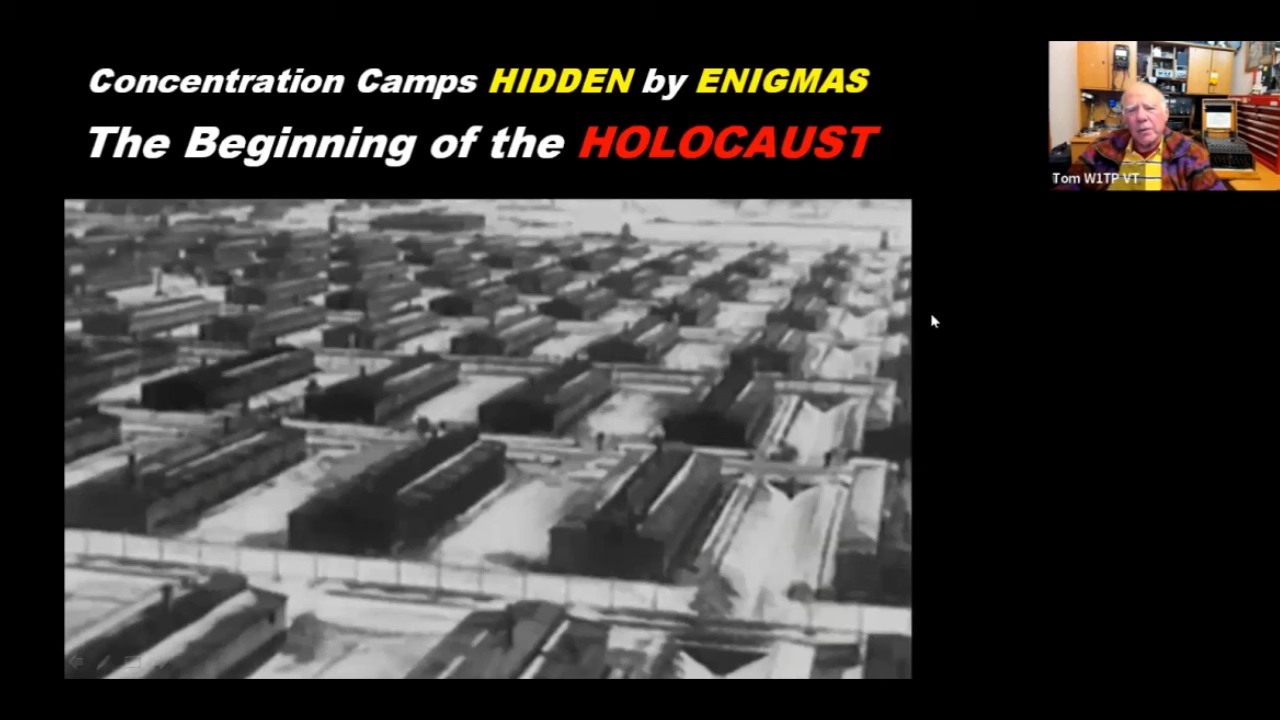 Concentration Camps HIDDEN by ENIGMAS
The Beginning of the HOLOCAUST
Tom W1TP VT